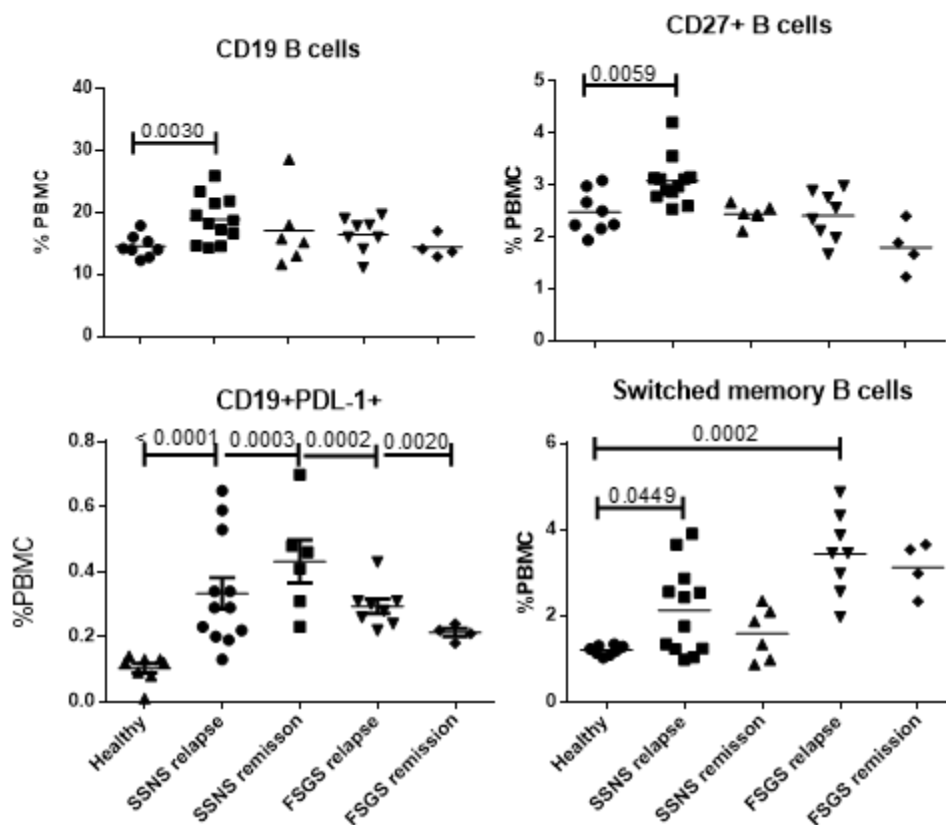 CD19 B cells
% PBMC
40
30
20
10
0
0.0030
CD27+ B cells
% PBMC
5
4
3
2
1
0
0.0059
CD19+PDL-1+
%PBMC
0.8
0.6
0.4
0.2
0.0
< 0.0001
0.0003
0.0002
0.0020
Healthy
SSNS relapse
SSNS remisson
FSGS relapse
FSGS remission
Switched memory B cells
%PBMC
6
4
2
0
0.0002
0.0449
Healthy
SSNS relapse
SSNS remission
FSGS relapse
FSGS remission